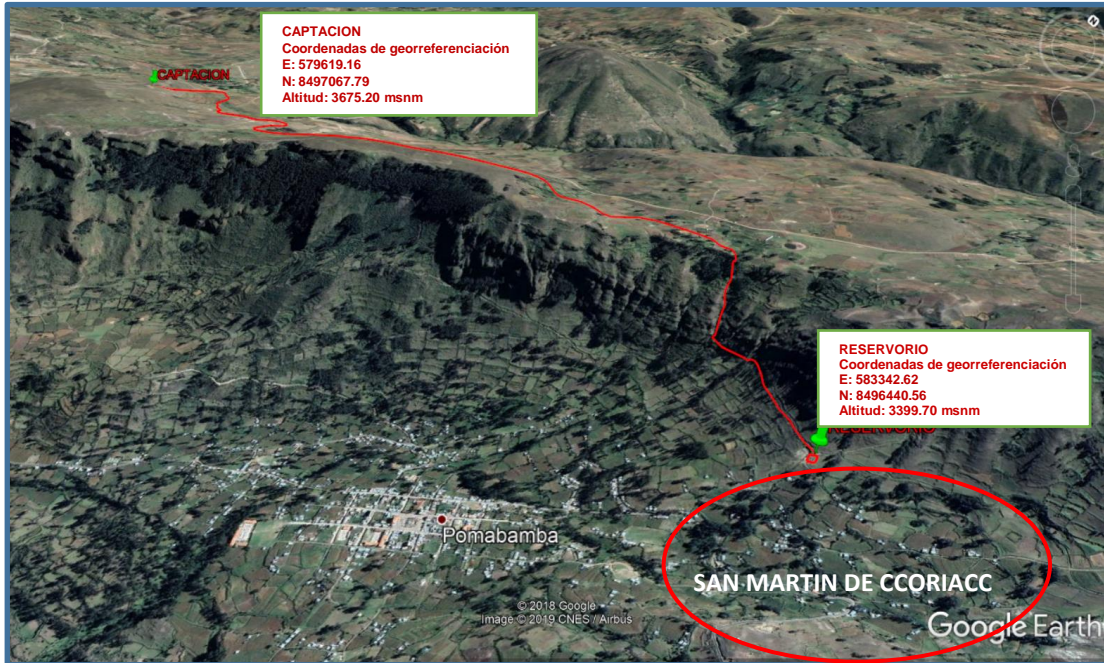 CAPTACION
Coordenadas de georreferenciación
E: 579619.16
N: 8497067.79
Altitud: 3675.20 msnm
CAPTACION
RESERVORIO
Coordenadas de georreferenciación
E: 583342.62
N: 8496440.56
Altitud: 3399.70 msnm
RESERVORIO
Pomabamba
SAN MARTIN DE CCORIACC
© 2018 Google
Image © 2019 CNES / Airbus
Google Earth